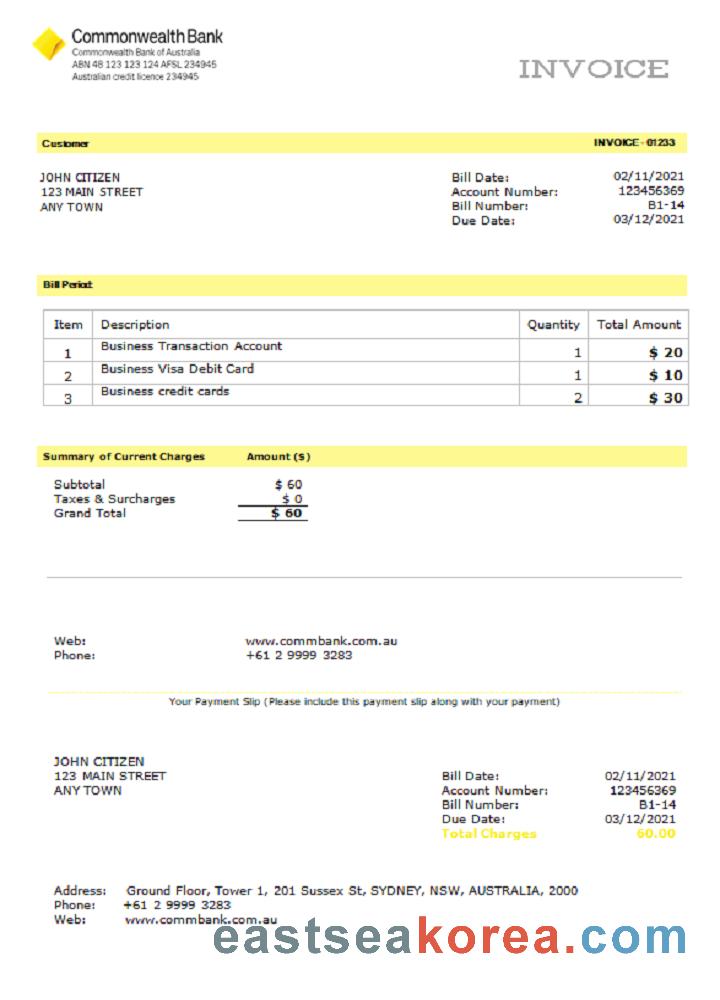 Commonwealth Bank
Commonwealth Bank of Australia
ABN 48 123 123 124 AFSL 234945
Australian credit licence 234945
INVOICE
Customer INVOICE - 01233
JOHN CITIZEN
123 MAIN STREET
ANY TOWN
Bill Date: 02/11/2021
Account Number: 123456369
Bill Number: B1-14
Due Date: 03/12/2021
Bill Period:
Item Description Quantity Total Amount
1 Business Transaction Account 1 $ 20
2 Business Visa Debit Card 1 $ 10
3 Business credit cards 2 $ 30
Summary of Current Charges Amount ($)
Subtotal $ 60
Taxes & Surcharges $ 0
Grand Total $ 60
Web: www.commbank.com.au
Phone: +61 2 9999 3283
Your Payment Slip (Please include this payment slip along with your payment)
JOHN CITIZEN
123 MAIN STREET
ANY TOWN
Bill Date: 02/11/2021
Account Number: 123456369
Bill Number: B1-14
Due Date: 03/12/2021
Total Charges 60.00
Address: Ground Floor, Tower 1, 201 Sussex St, SYDNEY, NSW, AUSTRALIA, 2000
Phone: +61 2 9999 3283
Web: www.commbank.com.au
eastseakorea.com